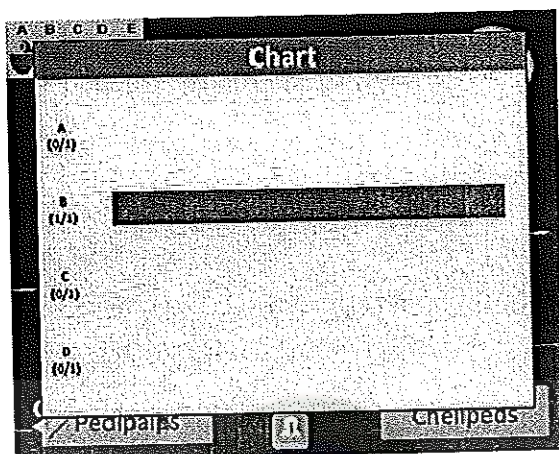 A B C D E
Chart
A
(0/1)
B
(1/1)
C
(0/1)
D
(0/1)
Pedipalps
Chelipeds